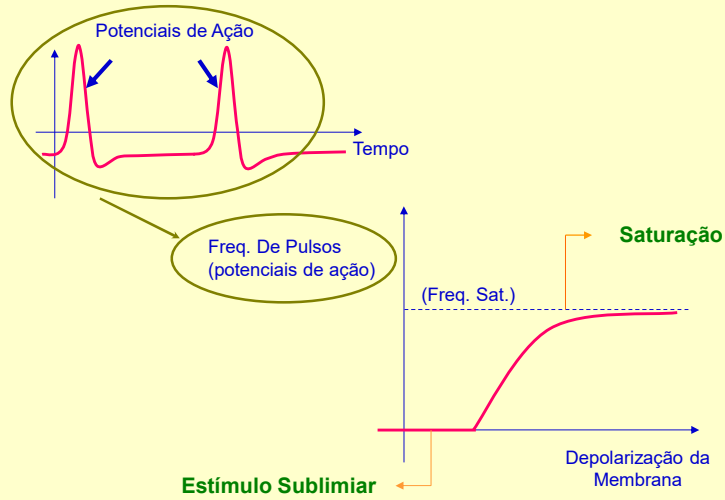 Potenciais de Ação
Tempo
Freq. De Pulsos
(potenciais de ação)
Saturação
(Freq. Sat.)
Depolarização da
Membrana
Estímulo Sublimiar